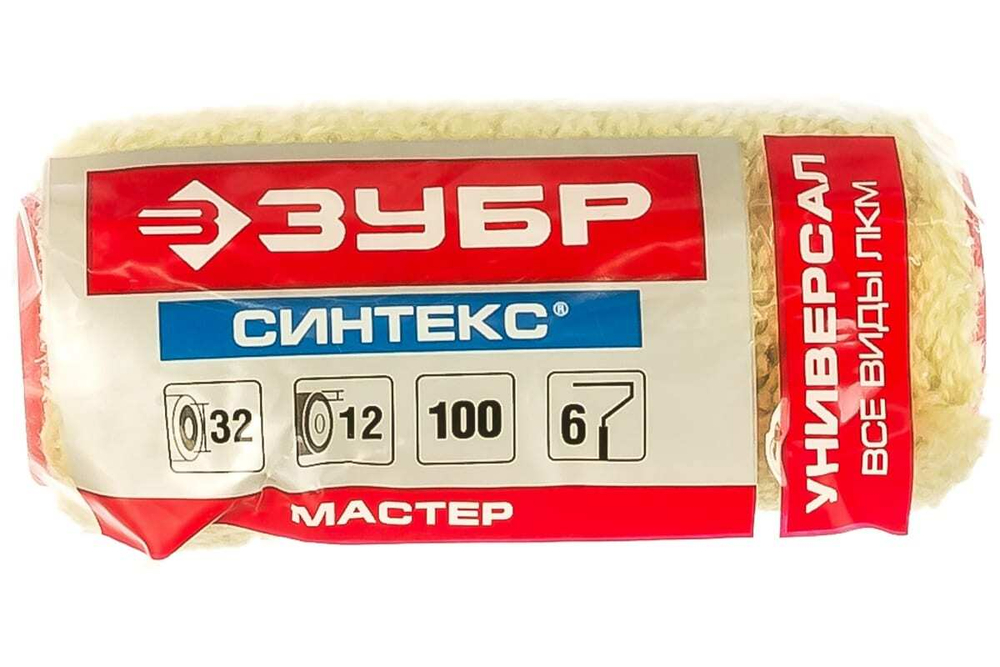 ЗУБР
СИНТЕКС®
32 12 100 6
МАСТЕР
УНИВЕРСАЛ
ВСЕ ВИДЫ ЛКМ